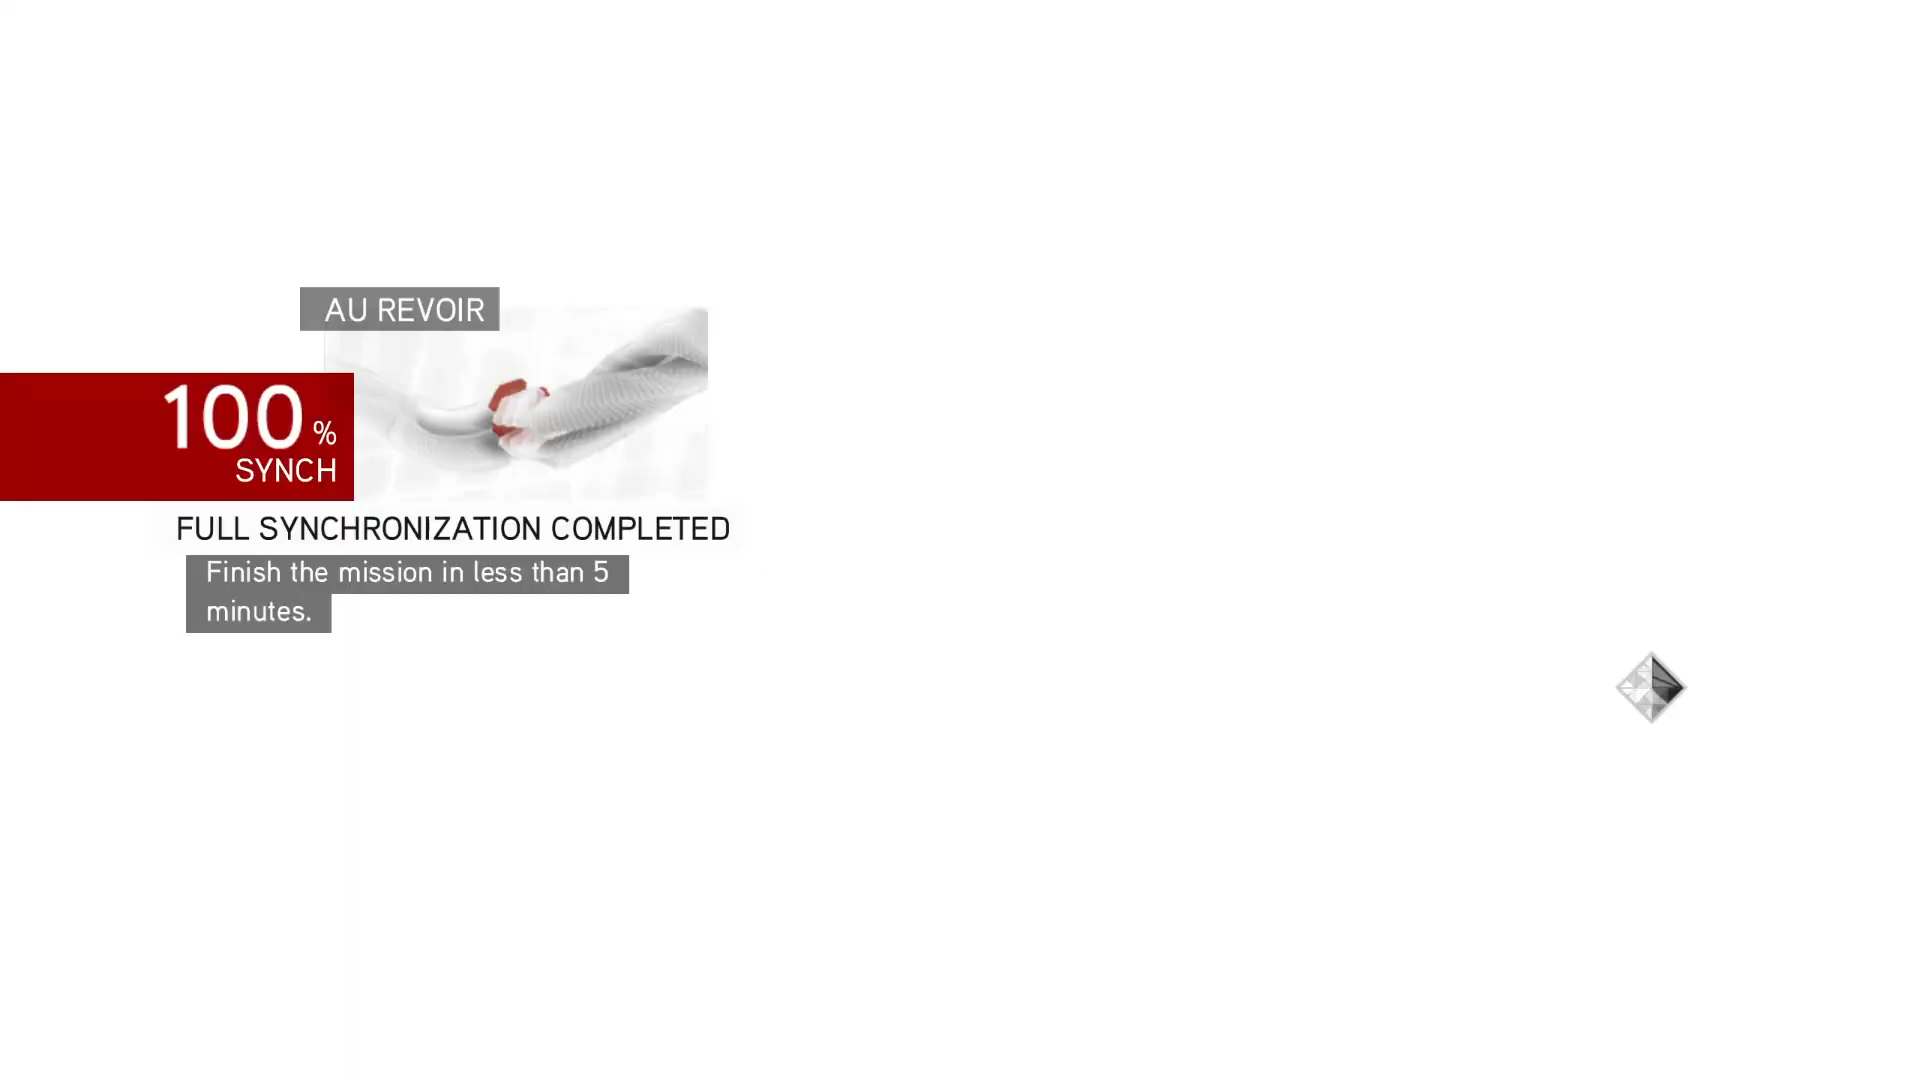 AU REVOIR
100 %
SYNCH
FULL SYNCHRONIZATION COMPLETED
Finish the mission in less than 5
minutes.